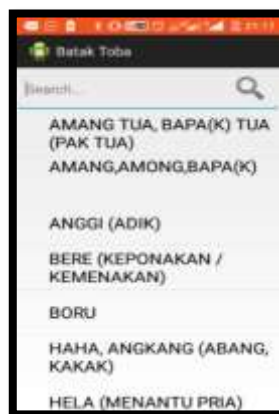 Batak Toba
Search...
AMANG TUA, BAPA(K) TUA
(PAK TUA)
AMANG,AMONG,BAPA(K)
ANGGI (ADIK)
BERE (KEPONAKAN /
KEMENAKAN)
BORU
HAHA, ANGKANG (ABANG,
KAKAK)
HELA (MENANTU PRIA)